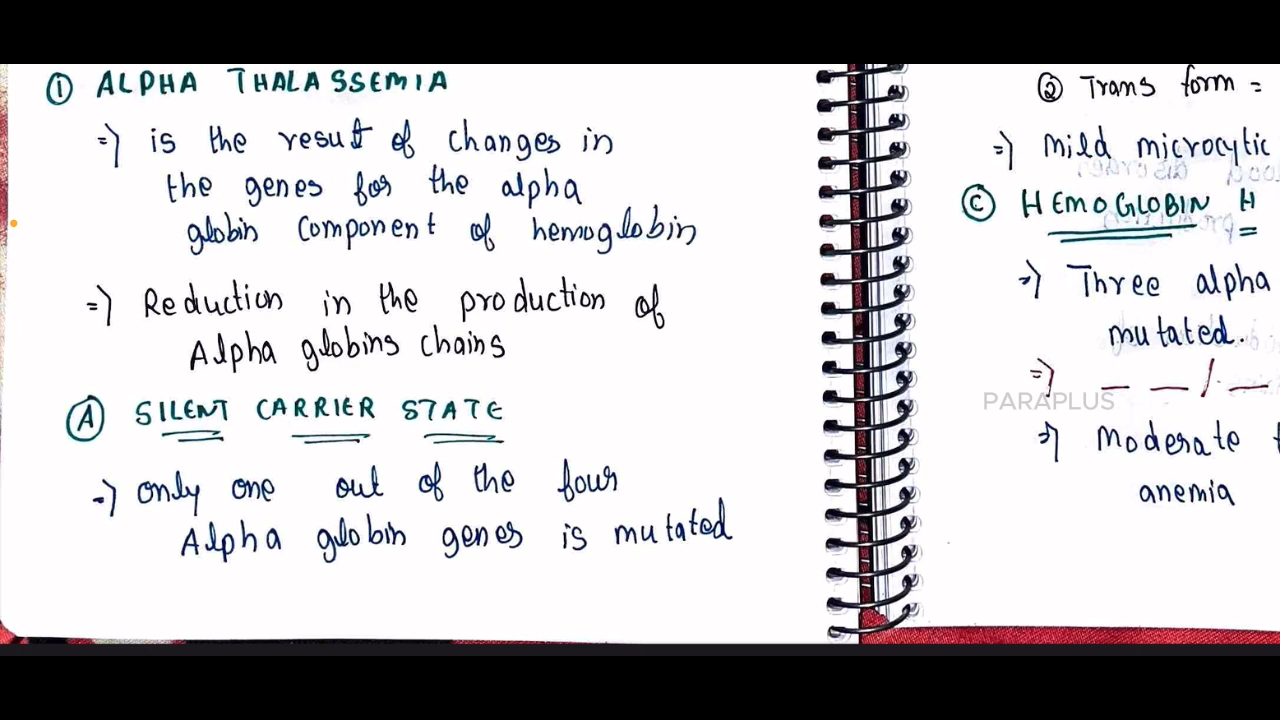 ① ALPHA THALASSEMIA
=> is the result of changes in
the genes for the alpha
globin component of hemoglobin
=> Reduction in the production of
Alpha globins chains
Ⓐ SILENT CARRIER STATE
=> only one out of the four
Alpha globin genes is mutated
② Trans form =
=> Mild microcytic
Ⓒ HEMOGLOBIN H
=> Three alpha
mutated.
=> _ _ / _
PARAPLUS
=> Moderate
anemia